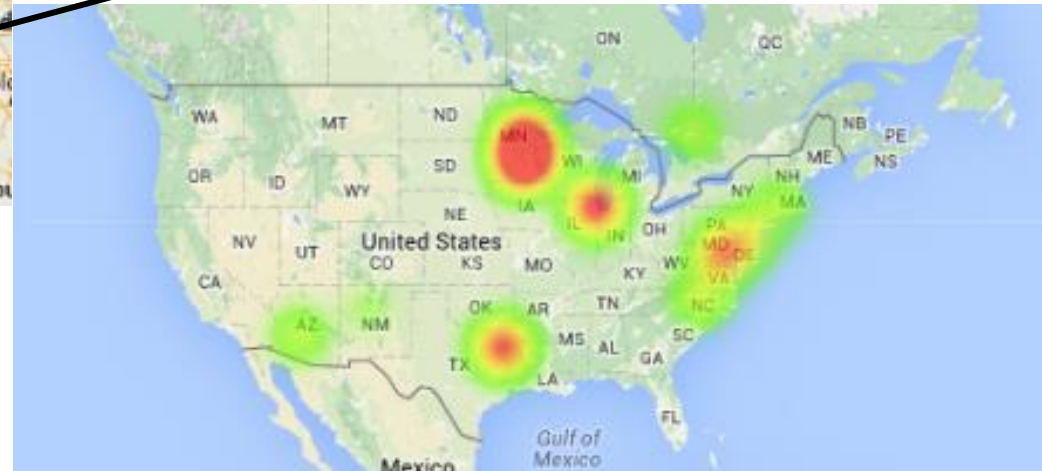 ON
QC
WA
MT
ND
MN
NB
PE
ME
NS
OR
ID
WY
SD
WI
MI
NH
NY
MA
NE
IA
IL
IN
OH
PA
MD
DE
NV
UT
United States
CO
KS
MO
WV
VA
KY
CA
AZ
NM
OK
AR
TN
NC
TX
MS
AL
GA
SC
LA
FL
Gulf of
Mexico
Mexico